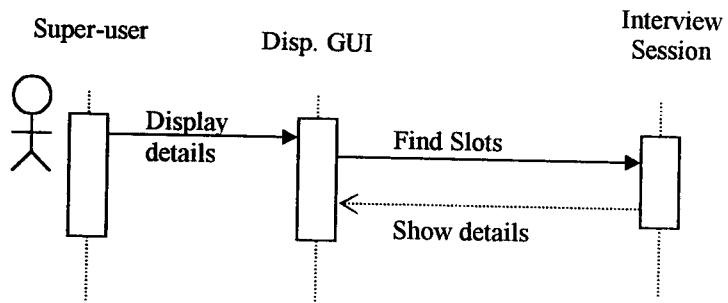 Super-user
Disp. GUI
Interview
Session
Display
details
Find Slots
Show details